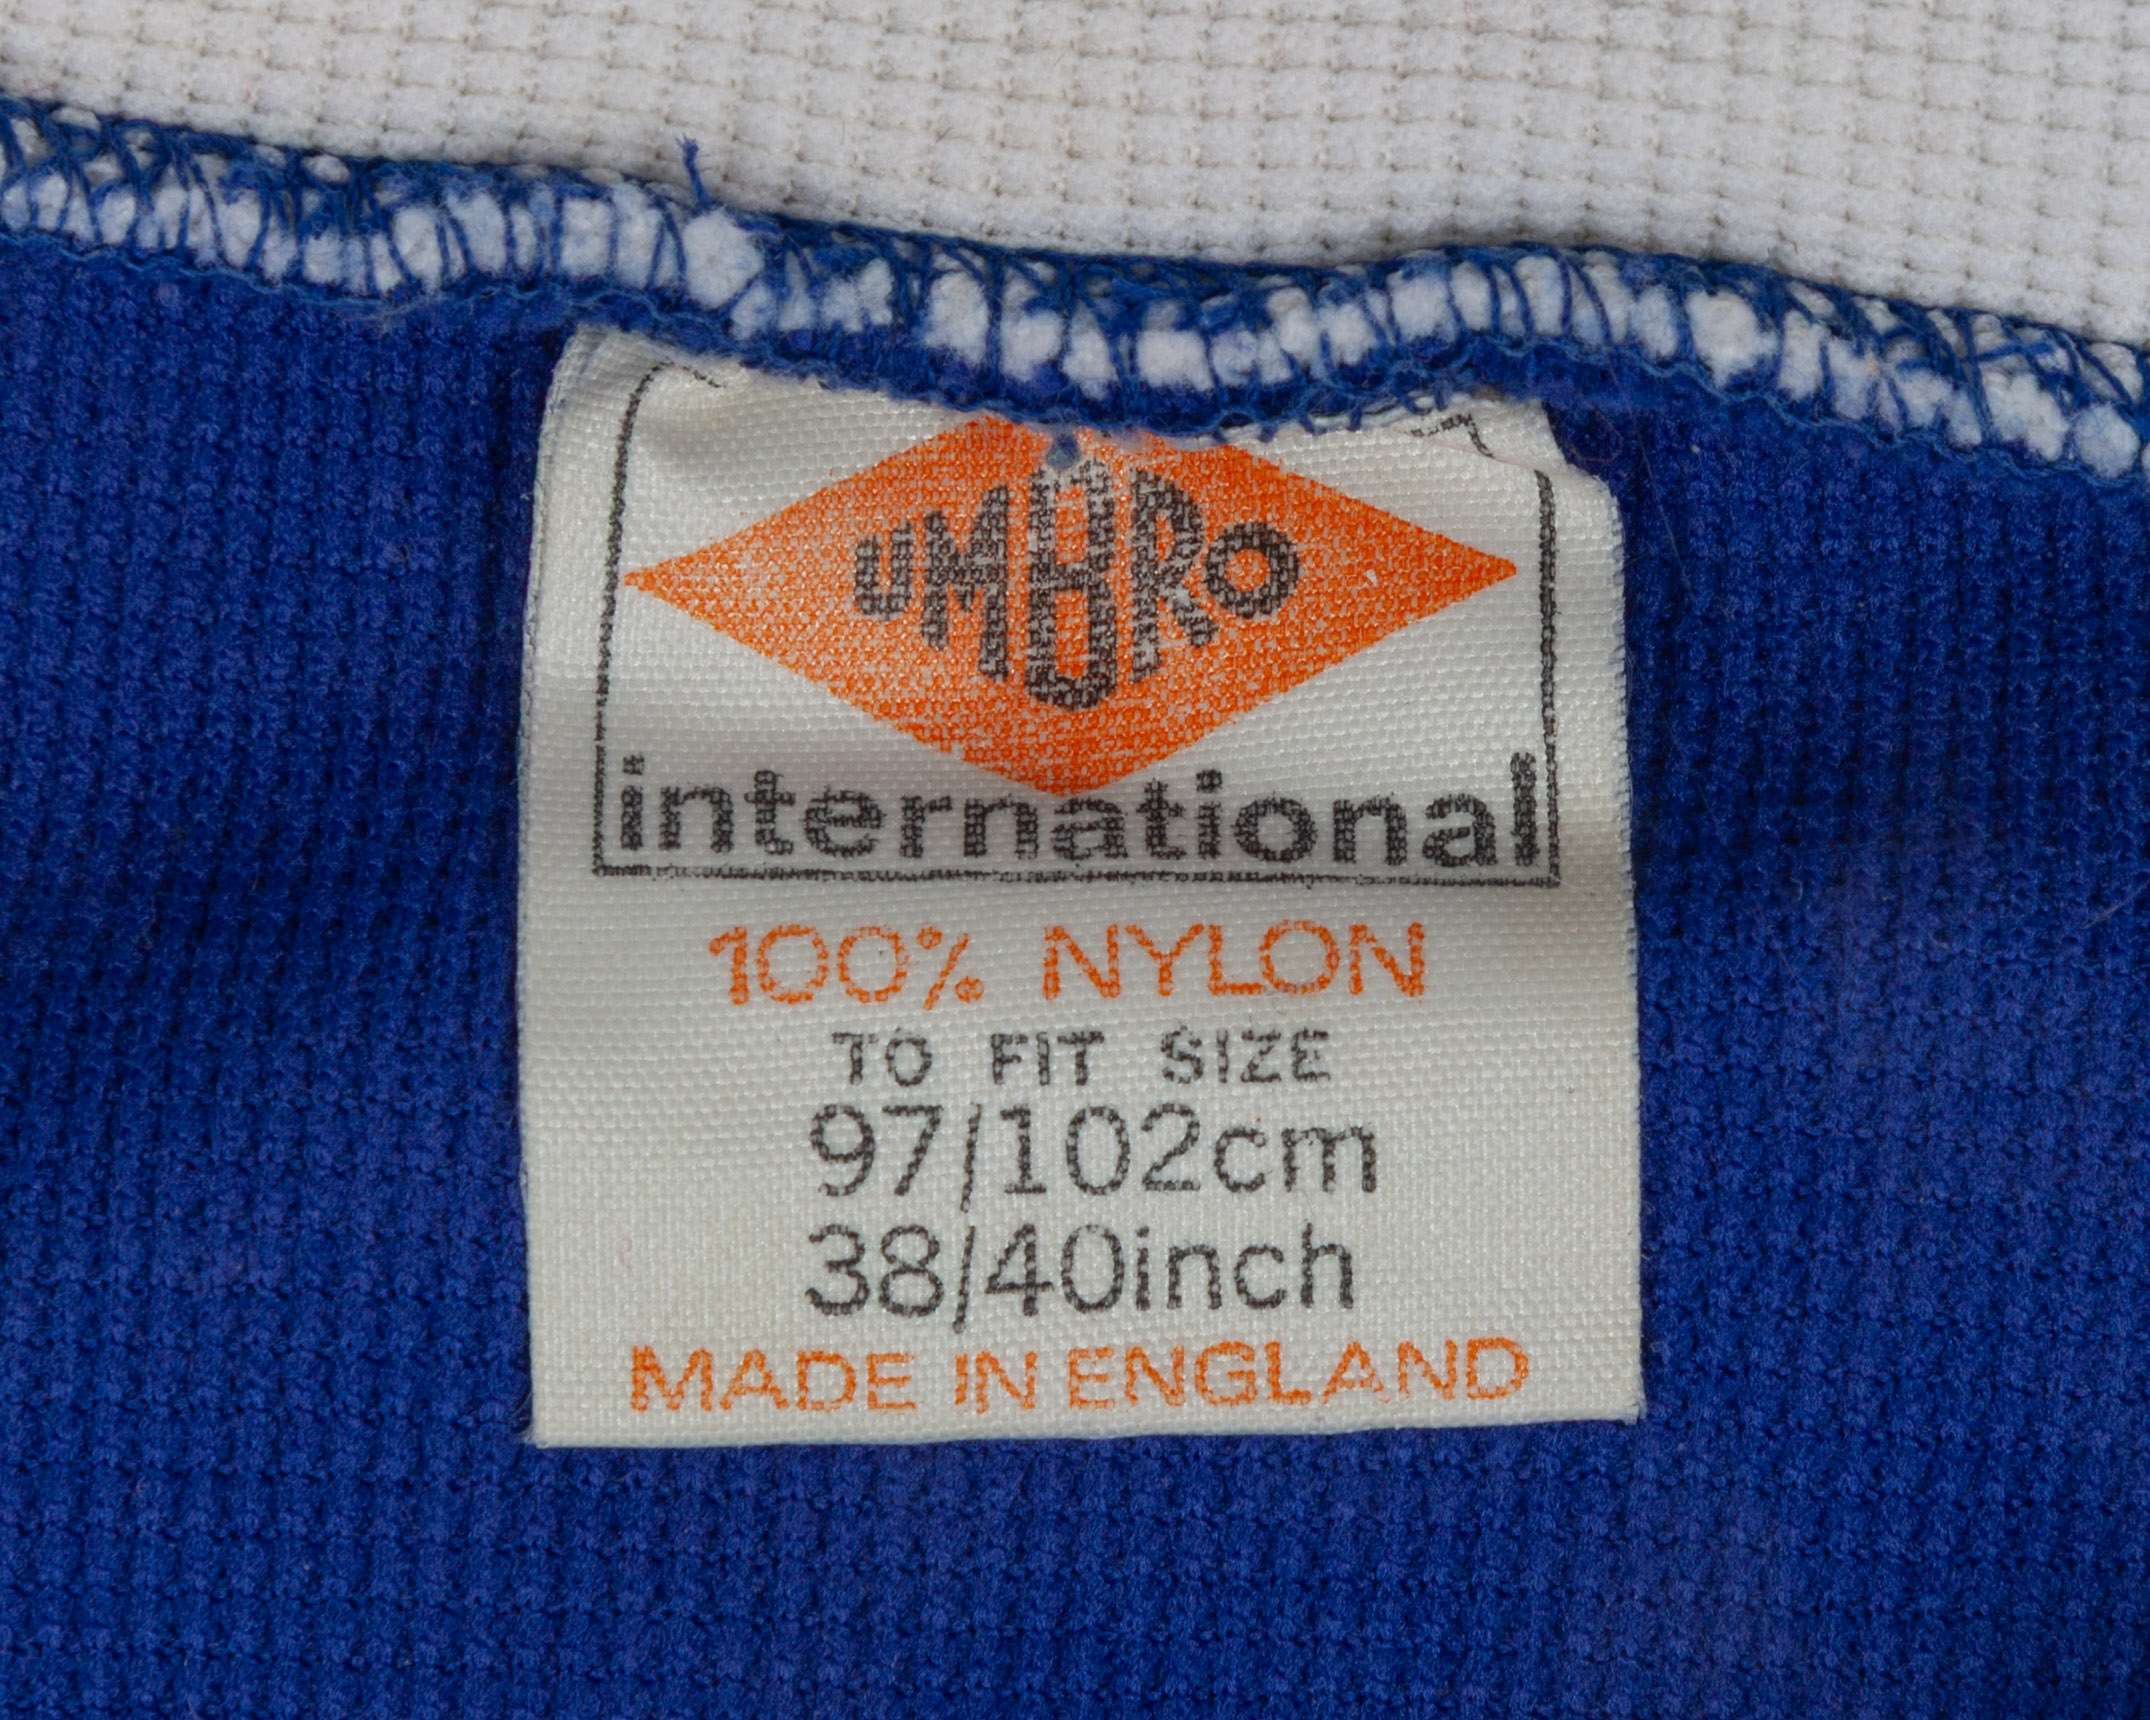 UMBRO
international
100% NYLON
TO FIT SIZE
97/102cm
38/40inch
MADE IN ENGLAND